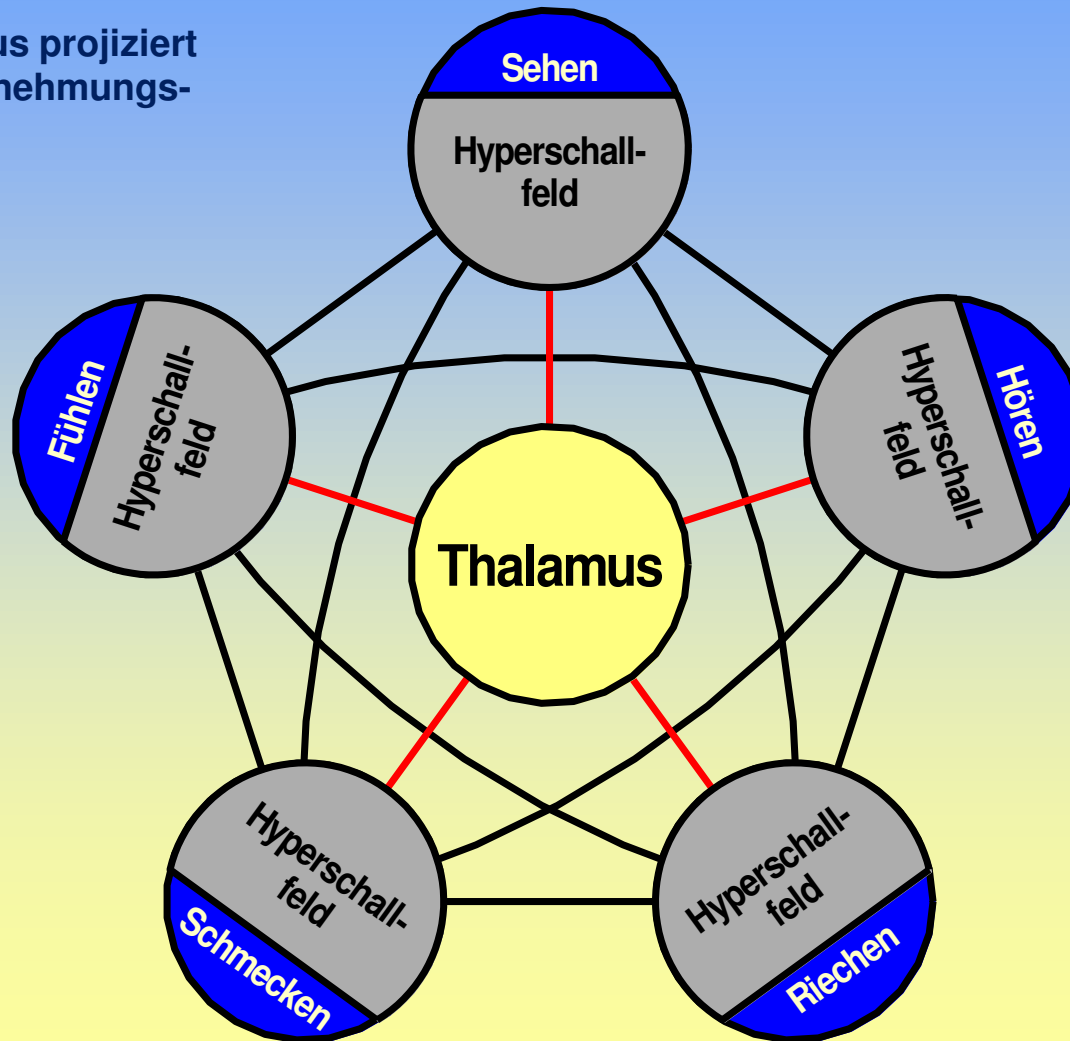 us projiziert
nehmungs-
Sehen
Hyperschall-
feld
Fühlen
Hyperschall-
feld
Hyperschall-
feld
Hören
Thalamus
Hyperschall-
feld
Schmecken
Hyperschall-
feld
Riechen